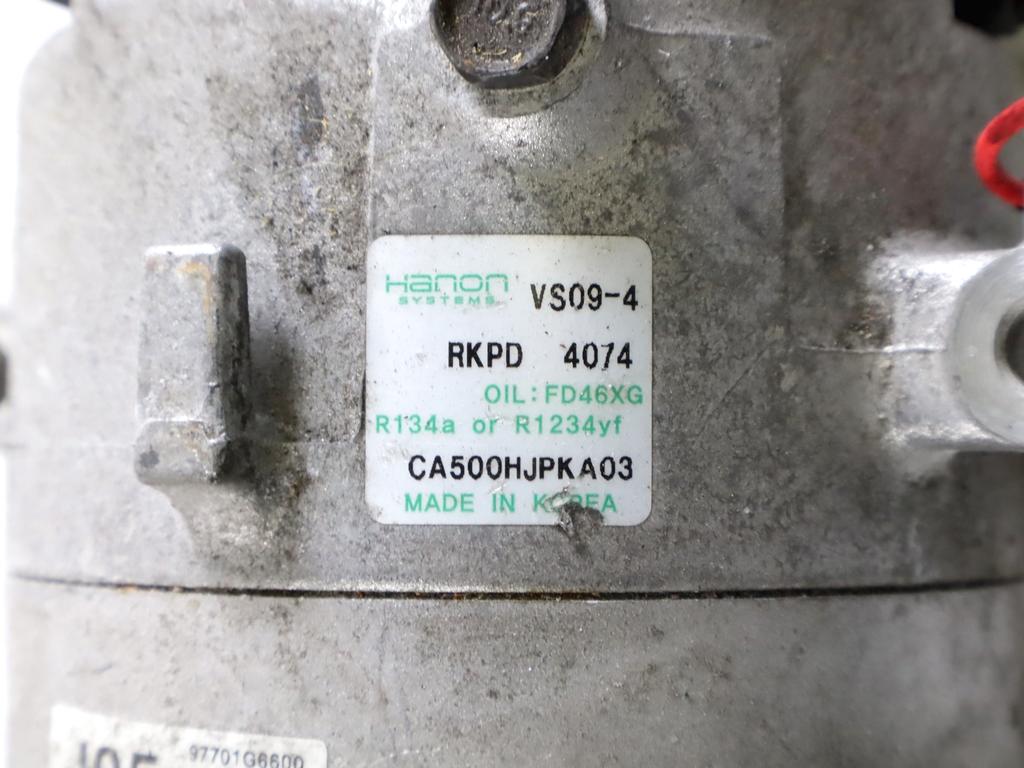 Hanon VS09-4
SYSTEMS
RKPD 4074
OIL:FD46XG
R134a or R1234yf
CA500HJPKA03
MADE IN KOREA
97701G6600